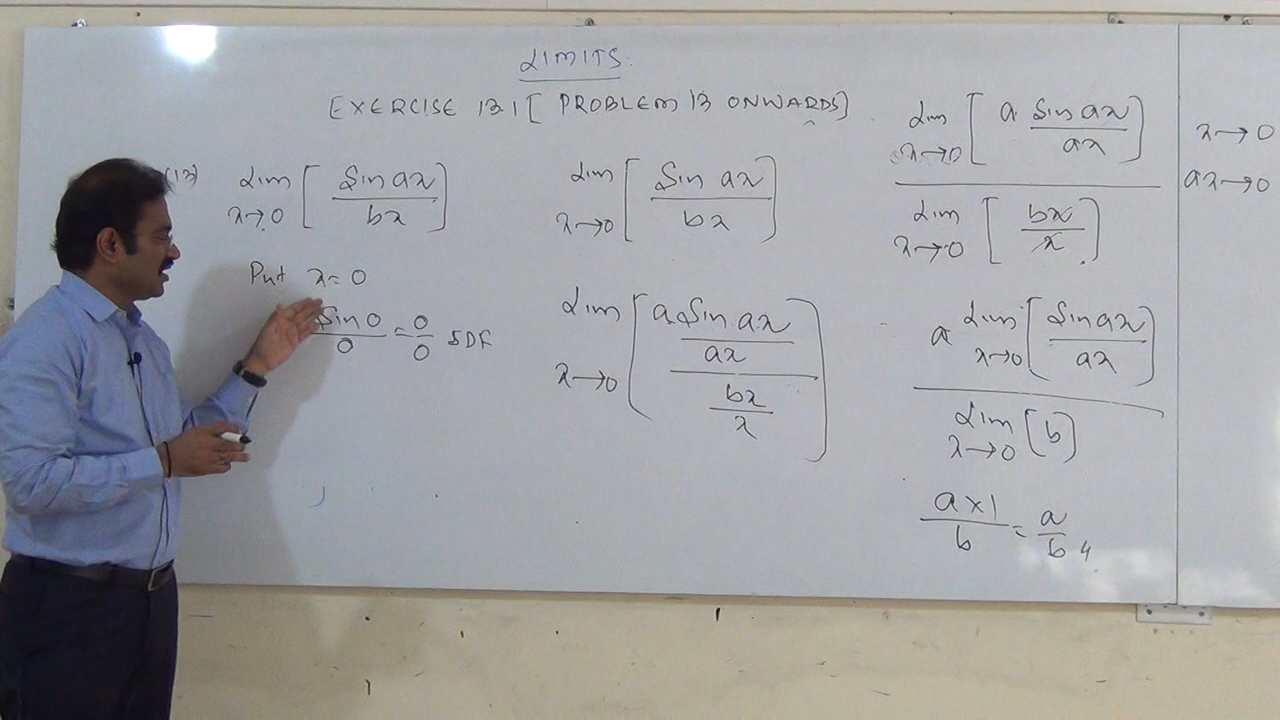 LIMITS.
EXERCISE 13.1 [ PROBLEM 13 ONWARDS]
(13) Lim x→0 [ Sin ax / bx ]
Put x = 0
Sin 0 / 0 = 0 / 0 IDF
Lim x→0 [ Sin ax / bx ]
Lim x→0 [ (a Sin ax / ax) / (bx / x) ]
Lim x→0 [ a Sin ax / ax ] / Lim x→0 [ bx / x ]
a Lim x→0 [ Sin ax / ax ] / Lim x→0 [b]
a × 1 / b = a / b
x→0
ax→0